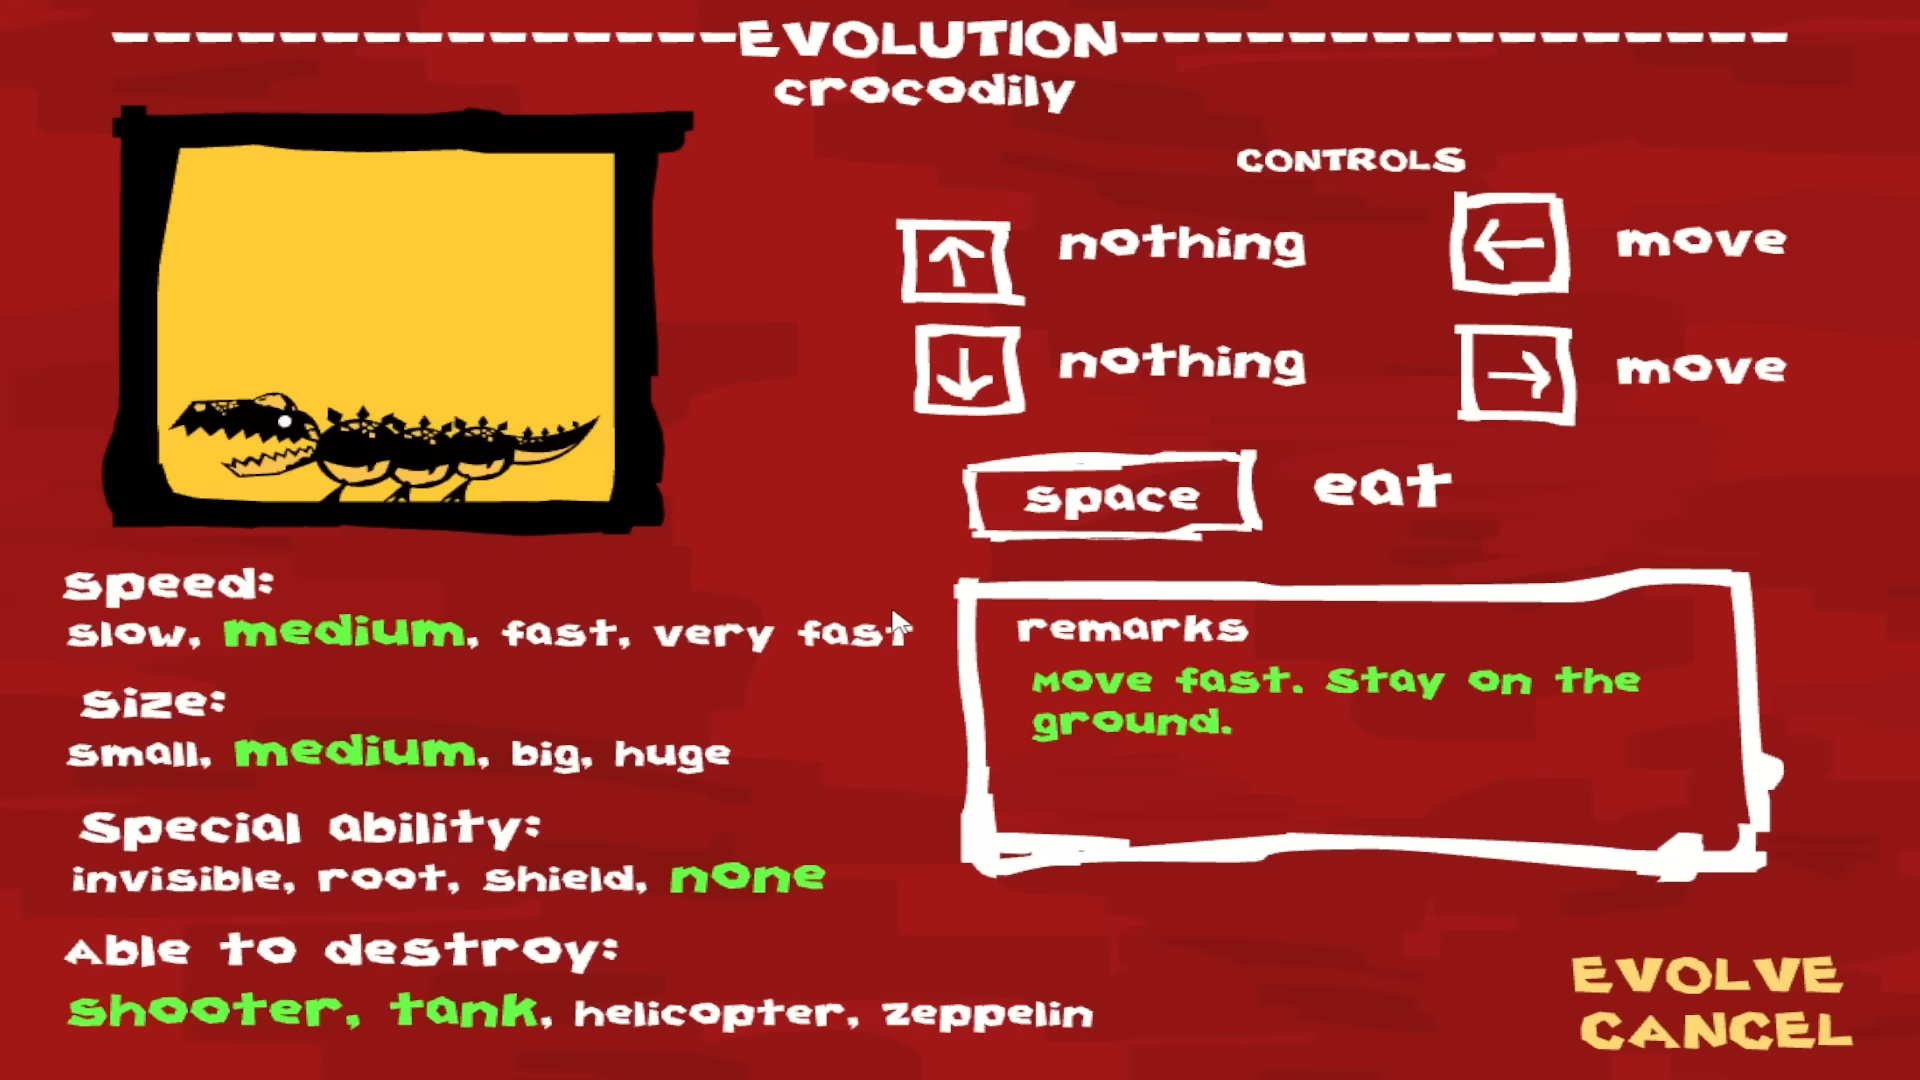 EVOLUTION
crocodily
CONTROLS
↑ nothing
← move
↓ nothing
→ move
space eat
Speed:
slow, medium, fast, very fast
Size:
small, medium, big, huge
Special ability:
invisible, root, shield, none
Able to destroy:
shooter, tank, helicopter, zeppelin
remarks
Move fast. Stay on the
ground.
EVOLVE
CANCEL